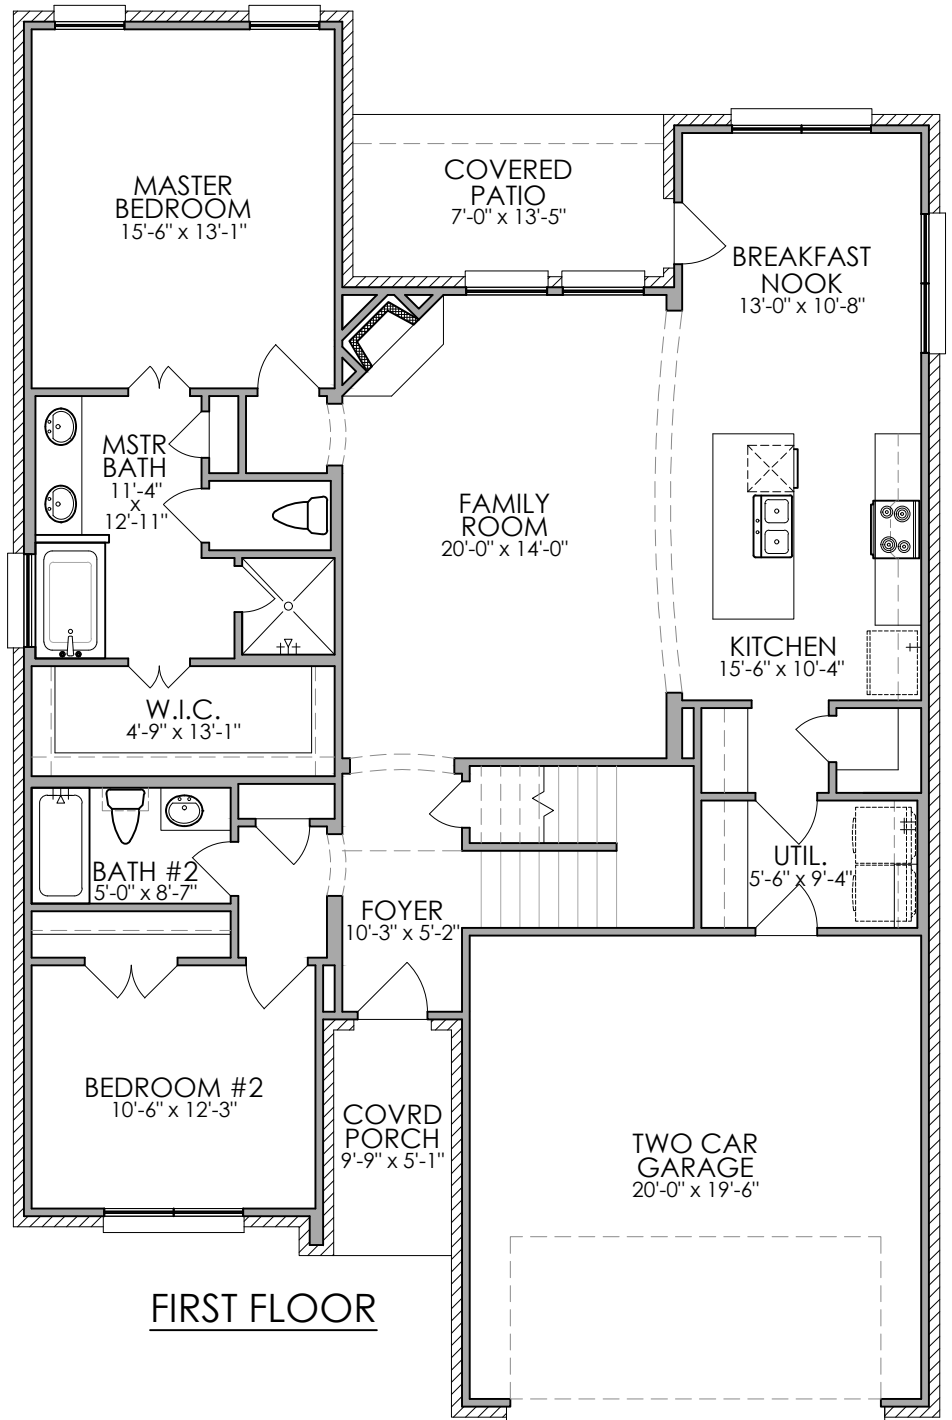 MASTER
BEDROOM
15'-6" x 13'-1"
COVERED
PATIO
7'-0" x 13'-5"
BREAKFAST
NOOK
13'-0" x 10'-8"
MSTR
BATH
11'-4"
x
12'-11"
FAMILY
ROOM
20'-0" x 14'-0"
KITCHEN
15'-6" x 10'-4"
W.I.C.
4'-9" x 13'-1"
BATH #2
5'-0" x 8'-7"
UTIL.
5'-6" x 9'-4"
FOYER
10'-3" x 5'-2"
BEDROOM #2
10'-6" x 12'-3"
COVRD
PORCH
9'-9" x 5'-1"
TWO CAR
GARAGE
20'-0" x 19'-6"
FIRST FLOOR